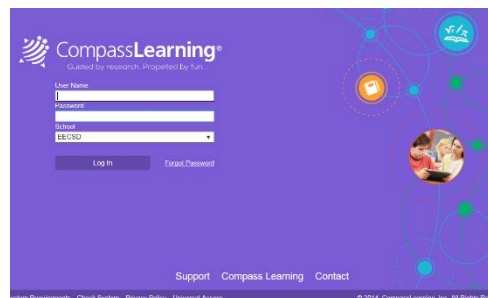 √i/π
CompassLearning®
Guided by research. Propelled by fun.
User Name
Password
School
EECSD
Log In Forgot Password
Support Compass Learning Contact
System Requirements Check System Privacy Policy Universal Access © 2014, CompassLearning, Inc. All Rights